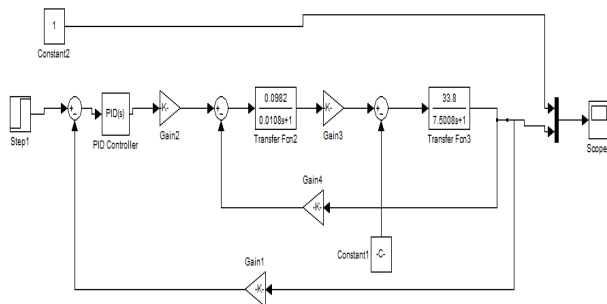 1
Constant2
Step1
PID(s)
PID Controller
-K-
Gain2
0.0982
0.0108s+1
Transfer Fcn2
-K-
Gain3
33.8
7.5008s+1
Transfer Fcn3
Scope
Gain4
-K-
Constant1
-C-
Gain1
-K-